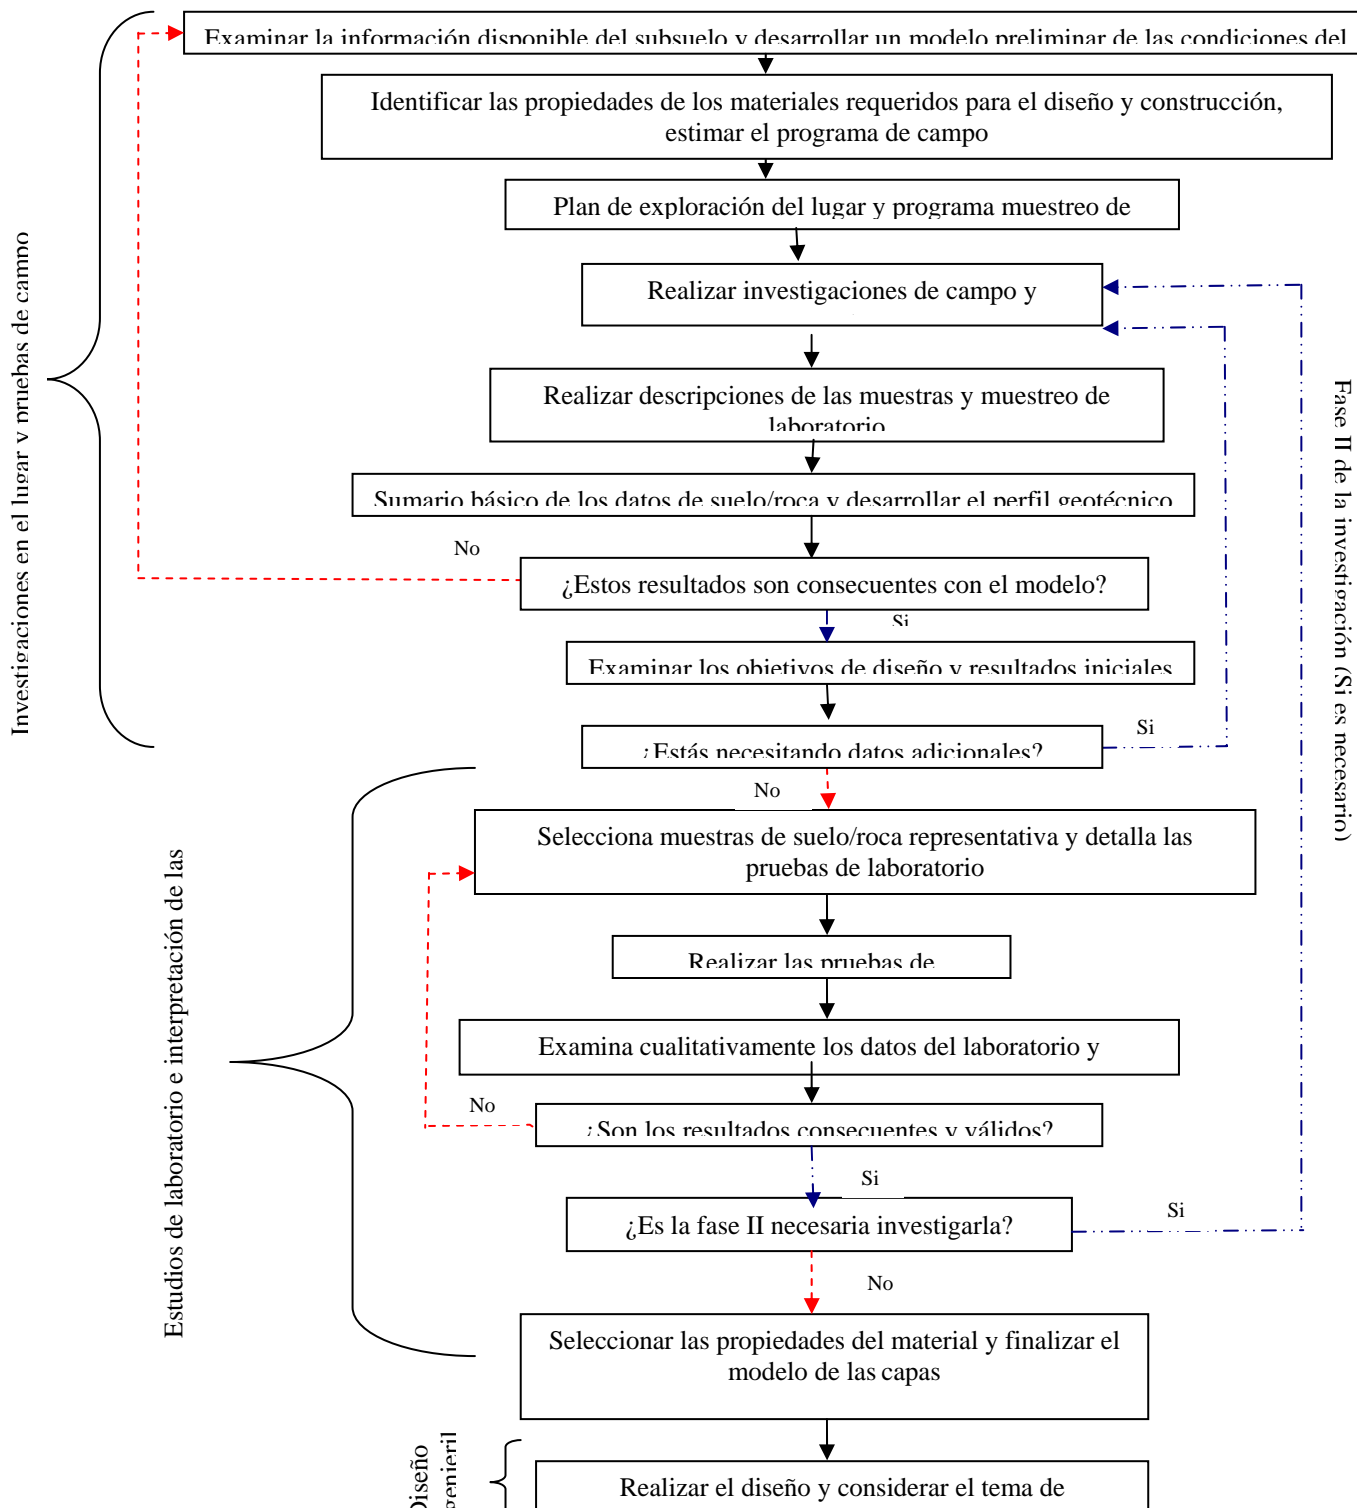 Examinar la información disponible del subsuelo y desarrollar un modelo preliminar de las condiciones del
Identificar las propiedades de los materiales requeridos para el diseño y construcción,
estimar el programa de campo
Plan de exploración del lugar y programa muestreo de
Realizar investigaciones de campo y
Realizar descripciones de las muestras y muestreo de
laboratorio
Sumario básico de los datos de suelo/roca y desarrollar el perfil geotécnico
No
¿Estos resultados son consecuentes con el modelo?
Si
Examinar los objetivos de diseño y resultados iniciales
¿Estás necesitando datos adicionales?
Si
No
Investigaciones en el lugar y pruebas de campo
Fase II de la investigación (Si es necesario)
Selecciona muestras de suelo/roca representativa y detalla las
pruebas de laboratorio
Realizar las pruebas de
Examina cualitativamente los datos del laboratorio y
No
¿Son los resultados consecuentes y válidos?
Si
¿Es la fase II necesaria investigarla?
Si
No
Seleccionar las propiedades del material y finalizar el
modelo de las capas
Estudios de laboratorio e interpretación de las
Diseño
Realizar el diseño y considerar el tema de